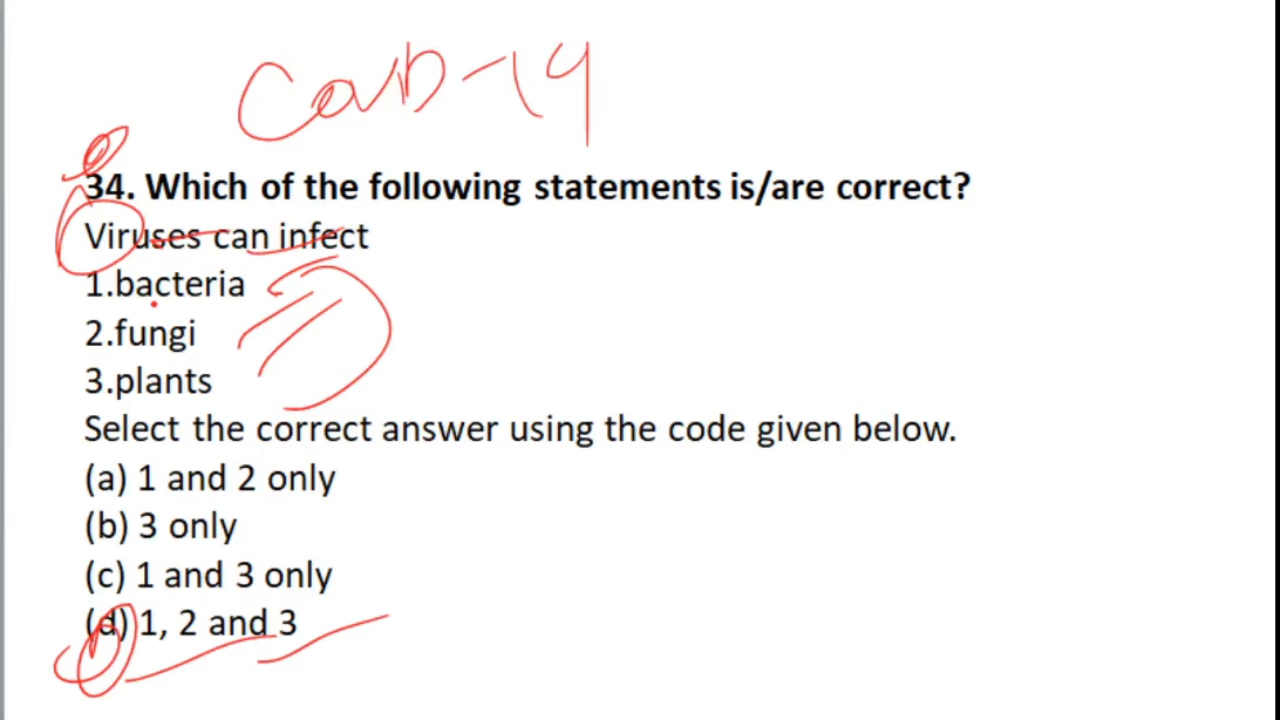 Covid-19
34. Which of the following statements is/are correct?
Viruses can infect
1.bacteria
2.fungi
3.plants
Select the correct answer using the code given below.
(a) 1 and 2 only
(b) 3 only
(c) 1 and 3 only
(d) 1, 2 and 3